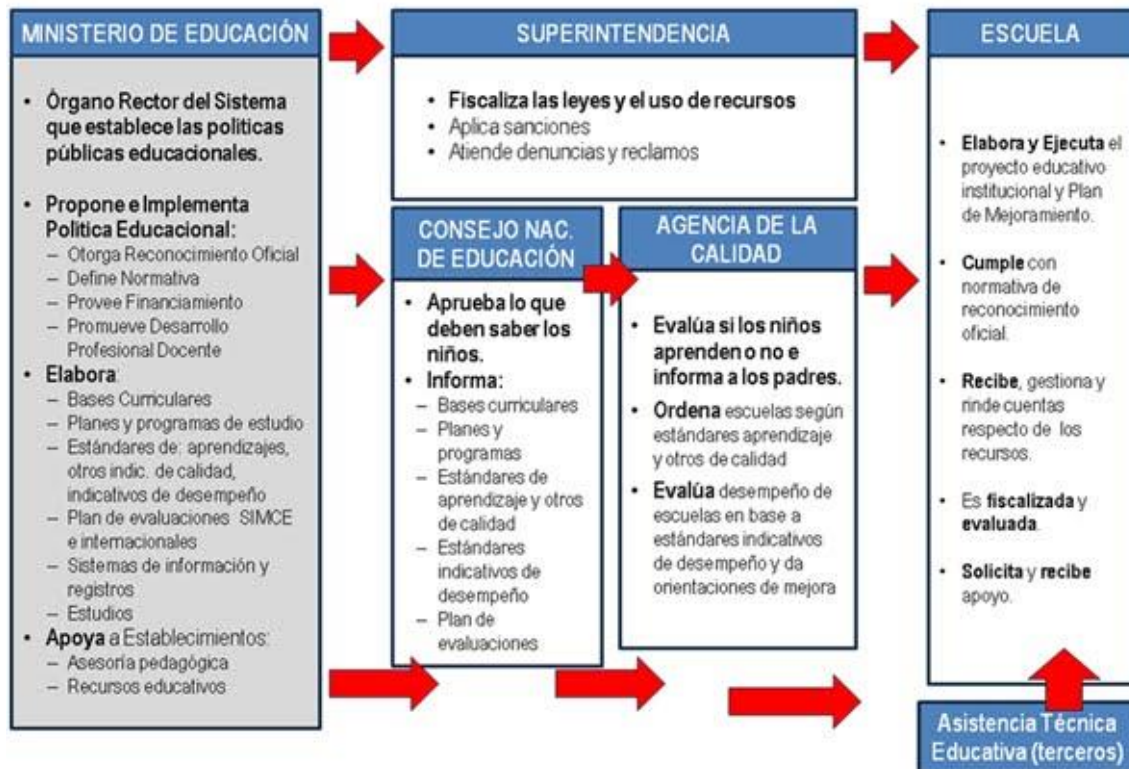 MINISTERIO DE EDUCACIÓN
• Órgano Rector del Sistema
que establece las políticas
públicas educacionales.
• Propone e Implementa
Política Educacional:
– Otorga Reconocimiento Oficial
– Define Normativa
– Provee Financiamiento
– Promueve Desarrollo
Profesional Docente
• Elabora:
– Bases Curriculares
– Planes y programas de estudio
– Estándares de: aprendizajes,
otros indic. de calidad,
indicativos de desempeño
– Plan de evaluaciones SIMCE
e internacionales
– Sistemas de información y
registros
– Estudios
• Apoya a Establecimientos:
– Asesoría pedagógica
– Recursos educativos
SUPERINTENDENCIA
• Fiscaliza las leyes y el uso de recursos
• Aplica sanciones
• Atiende denuncias y reclamos
CONSEJO NAC.
DE EDUCACIÓN
• Aprueba lo que
deben saber los
niños.
• Informa:
– Bases curriculares
– Planes y
programas
– Estándares de
aprendizaje y otros
de calidad
– Estándares
indicativos de
desempeño
– Plan de
evaluaciones
AGENCIA DE LA
CALIDAD
• Evalúa si los niños
aprenden o no e
informa a los padres.
• Ordena escuelas según
estándares aprendizaje
y otros de calidad
• Evalúa desempeño de
escuelas en base a
estándares indicativos
de desempeño y da
orientaciones de mejora
ESCUELA
• Elabora y Ejecuta el
proyecto educativo
institucional y Plan
de Mejoramiento.
• Cumple con
normativa de
reconocimiento
oficial.
• Recibe, gestiona y
rinde cuentas
respecto de los
recursos.
• Es fiscalizada y
evaluada.
• Solicita y recibe
apoyo.
Asistencia Técnica
Educativa (terceros)